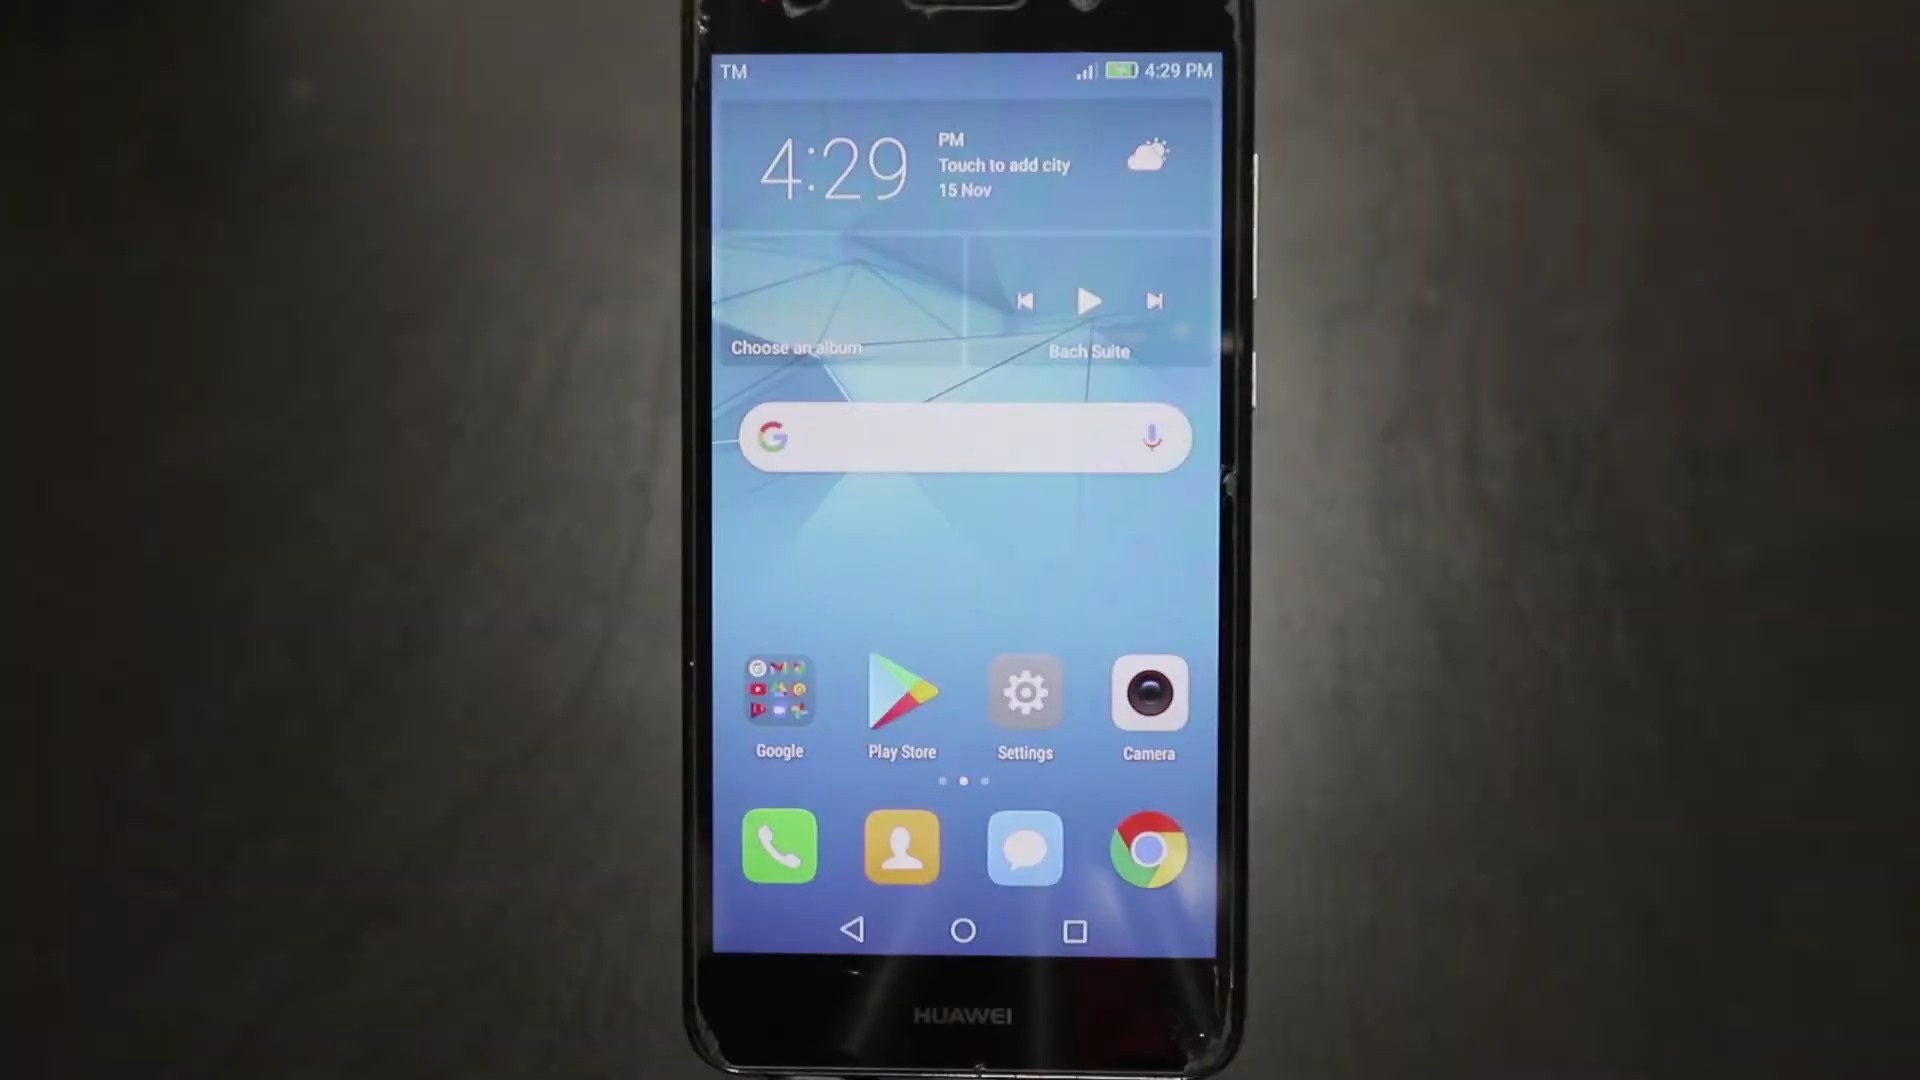 TM
4:29 PM
4:29
PM
Touch to add city
15 Nov
Choose an album
Bach Suite
Google
Play Store
Settings
Camera
HUAWEI